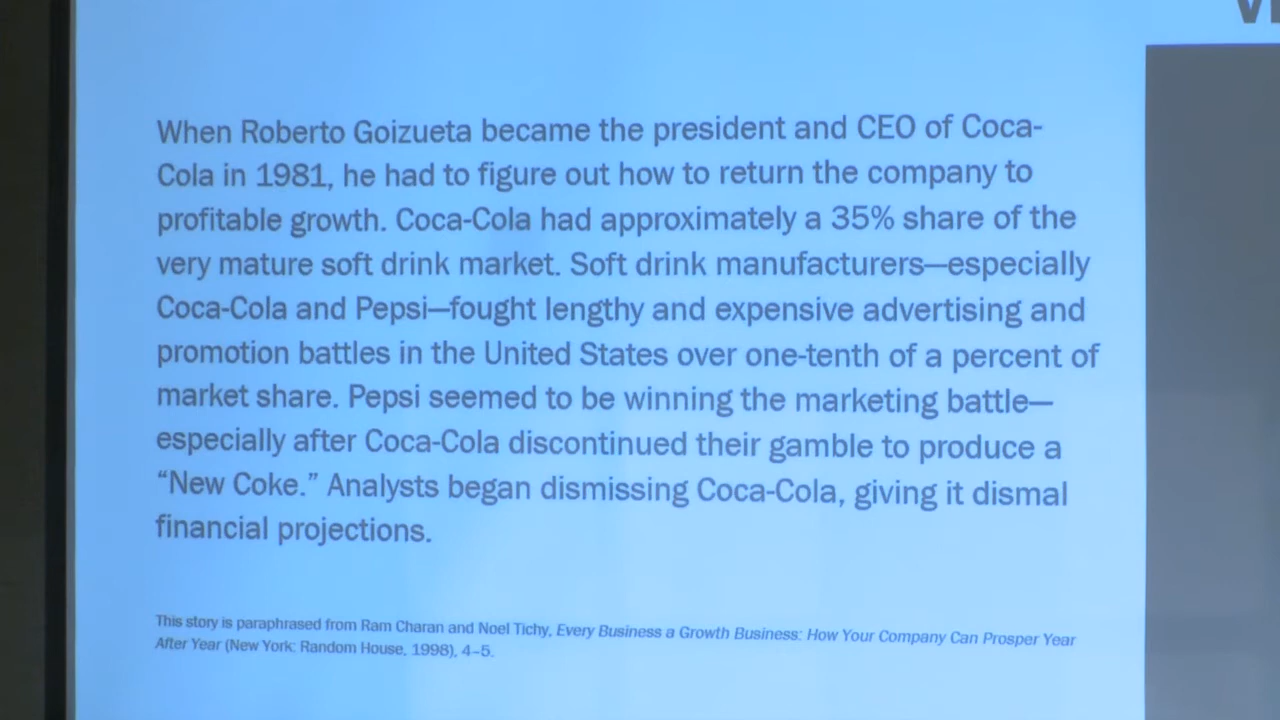 When Roberto Goizueta became the president and CEO of Coca-
Cola in 1981, he had to figure out how to return the company to
profitable growth. Coca-Cola had approximately a 35% share of the
very mature soft drink market. Soft drink manufacturers—especially
Coca-Cola and Pepsi—fought lengthy and expensive advertising and
promotion battles in the United States over one-tenth of a percent of
market share. Pepsi seemed to be winning the marketing battle—
especially after Coca-Cola discontinued their gamble to produce a
“New Coke.” Analysts began dismissing Coca-Cola, giving it dismal
financial projections.
This story is paraphrased from Ram Charan and Noel Tichy, Every Business a Growth Business: How Your Company Can Prosper Year
After Year (New York: Random House, 1998), 4–5.